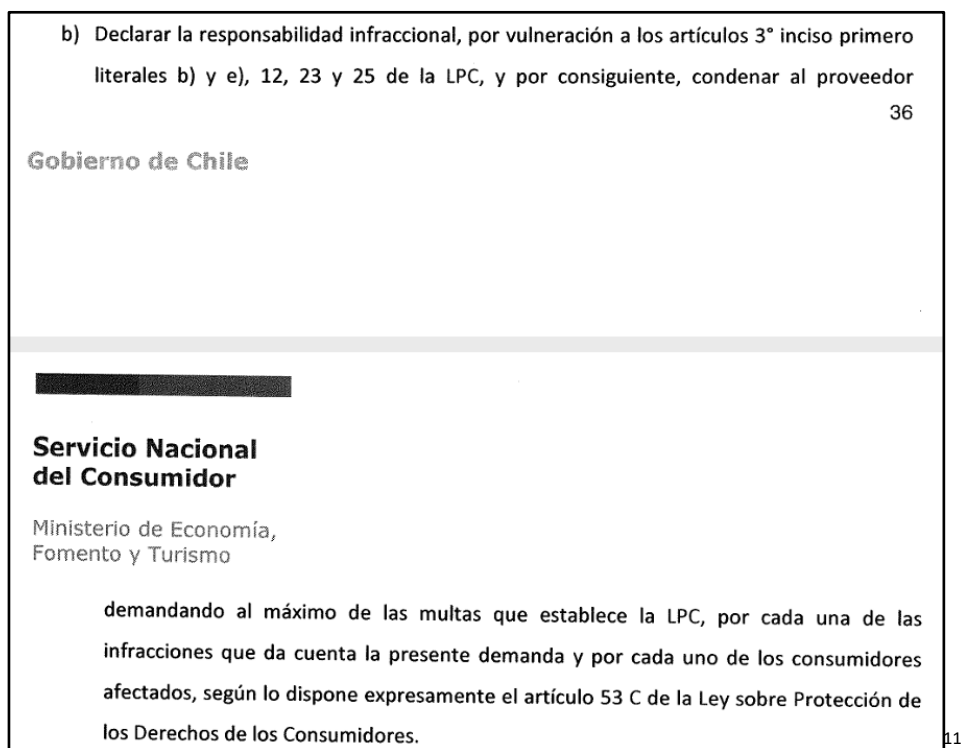 b) Declarar la responsabilidad infraccional, por vulneración a los artículos 3° inciso primero
literales b) y e), 12, 23 y 25 de la LPC, y por consiguiente, condenar al proveedor
36
Gobierno de Chile
Servicio Nacional
del Consumidor
Ministerio de Economía,
Fomento y Turismo
demandando al máximo de las multas que establece la LPC, por cada una de las
infracciones que da cuenta la presente demanda y por cada uno de los consumidores
afectados, según lo dispone expresamente el artículo 53 C de la Ley sobre Protección de
los Derechos de los Consumidores.
11